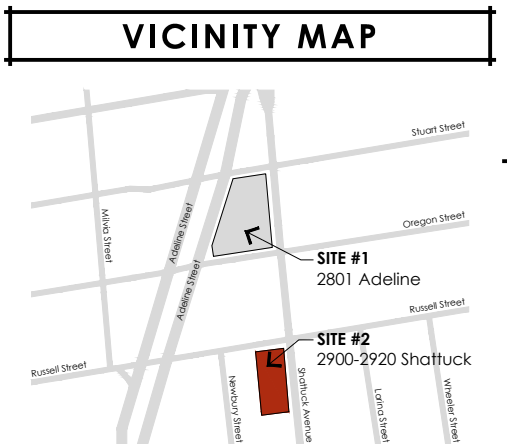 VICINITY MAP
Stuart Street
Milvia Street
Adeline Street
Oregon Street
Adeline Street
SITE #1
2801 Adeline
Russell Street
SITE #2
2900-2920 Shattuck
Russell Street
Newbury Street
Shattuck Avenue
Lorina Street
Wheeler Street